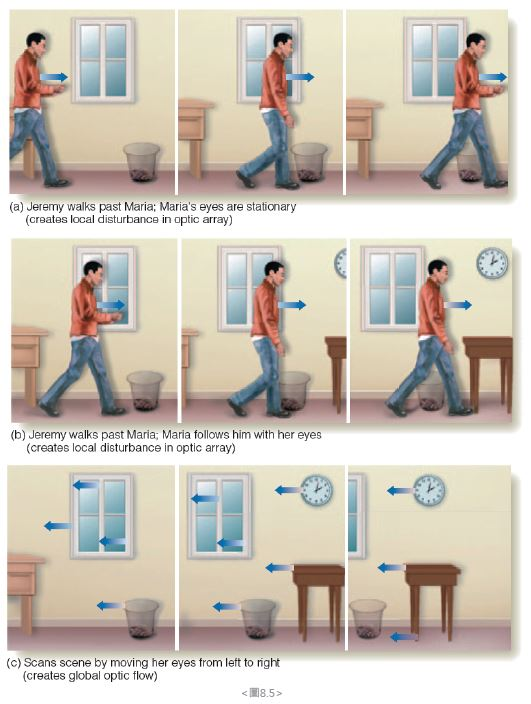 (a) Jeremy walks past Maria; Maria's eyes are stationary
(creates local disturbance in optic array)
(b) Jeremy walks past Maria; Maria follows him with her eyes
(creates local disturbance in optic array)
(c) Scans scene by moving her eyes from left to right
(creates global optic flow)
<圖8.5>